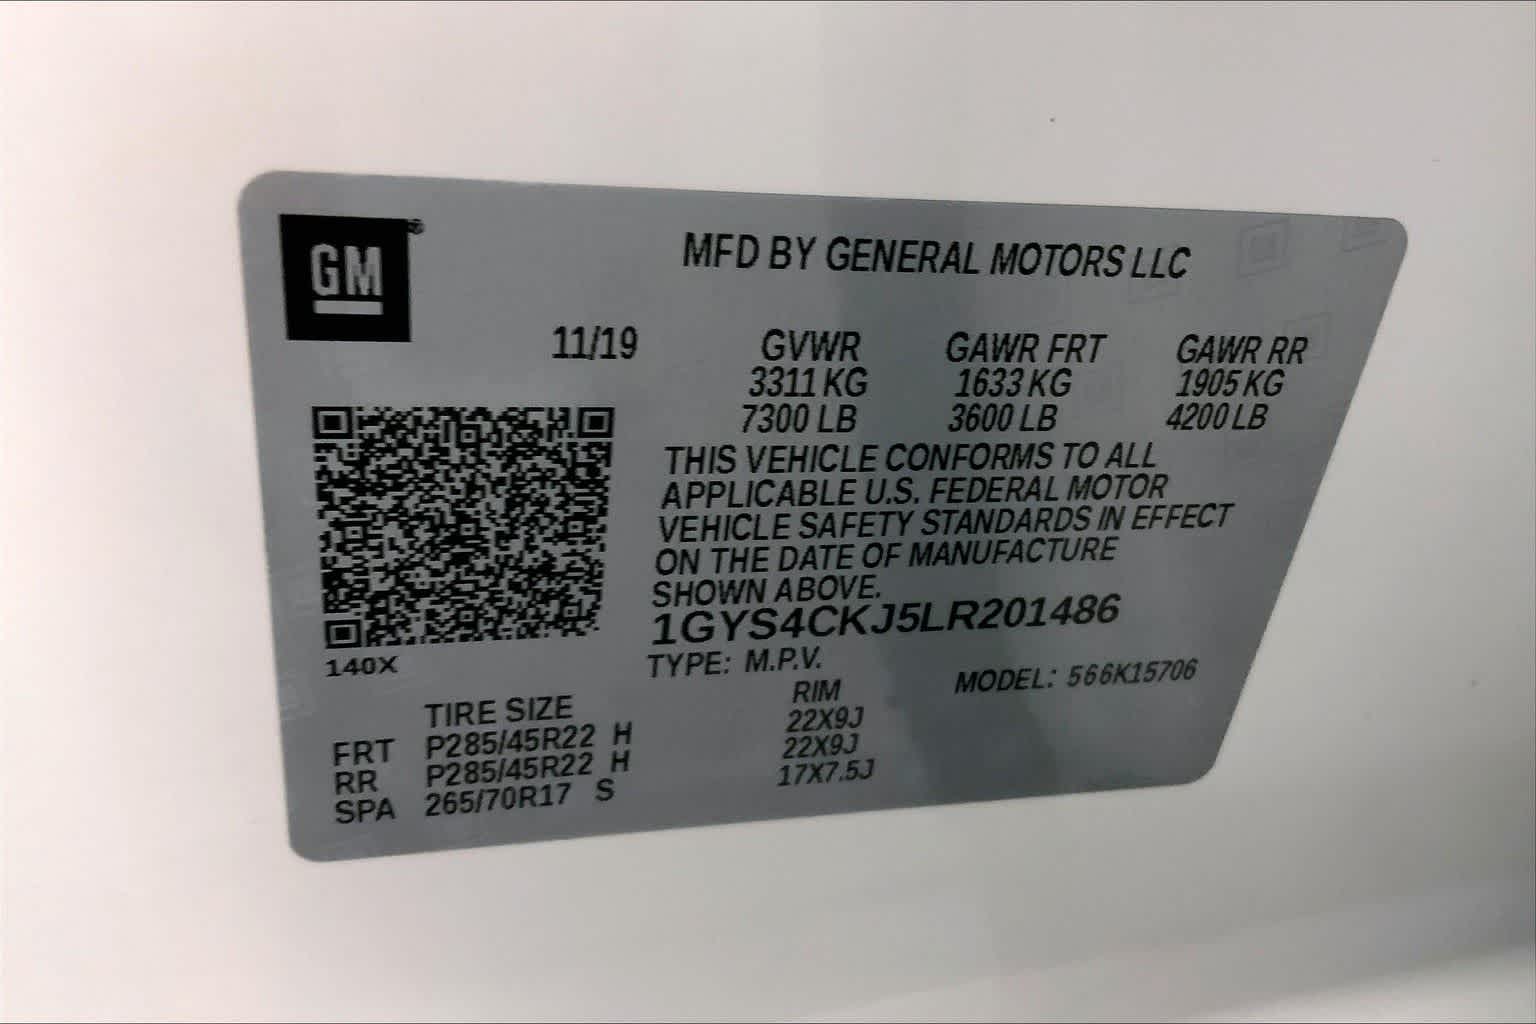 GM®
MFD BY GENERAL MOTORS LLC
11/19 GVWR GAWR FRT GAWR RR
3311 KG 1633 KG 1905 KG
7300 LB 3600 LB 4200 LB
THIS VEHICLE CONFORMS TO ALL
APPLICABLE U.S. FEDERAL MOTOR
VEHICLE SAFETY STANDARDS IN EFFECT
ON THE DATE OF MANUFACTURE
SHOWN ABOVE.
1GYS4CKJ5LR201486
140X
TYPE: M.P.V. MODEL: 566K15706
TIRE SIZE RIM
FRT P285/45R22 H 22X9J
RR P285/45R22 H 22X9J
SPA 265/70R17 S 17X7.5J